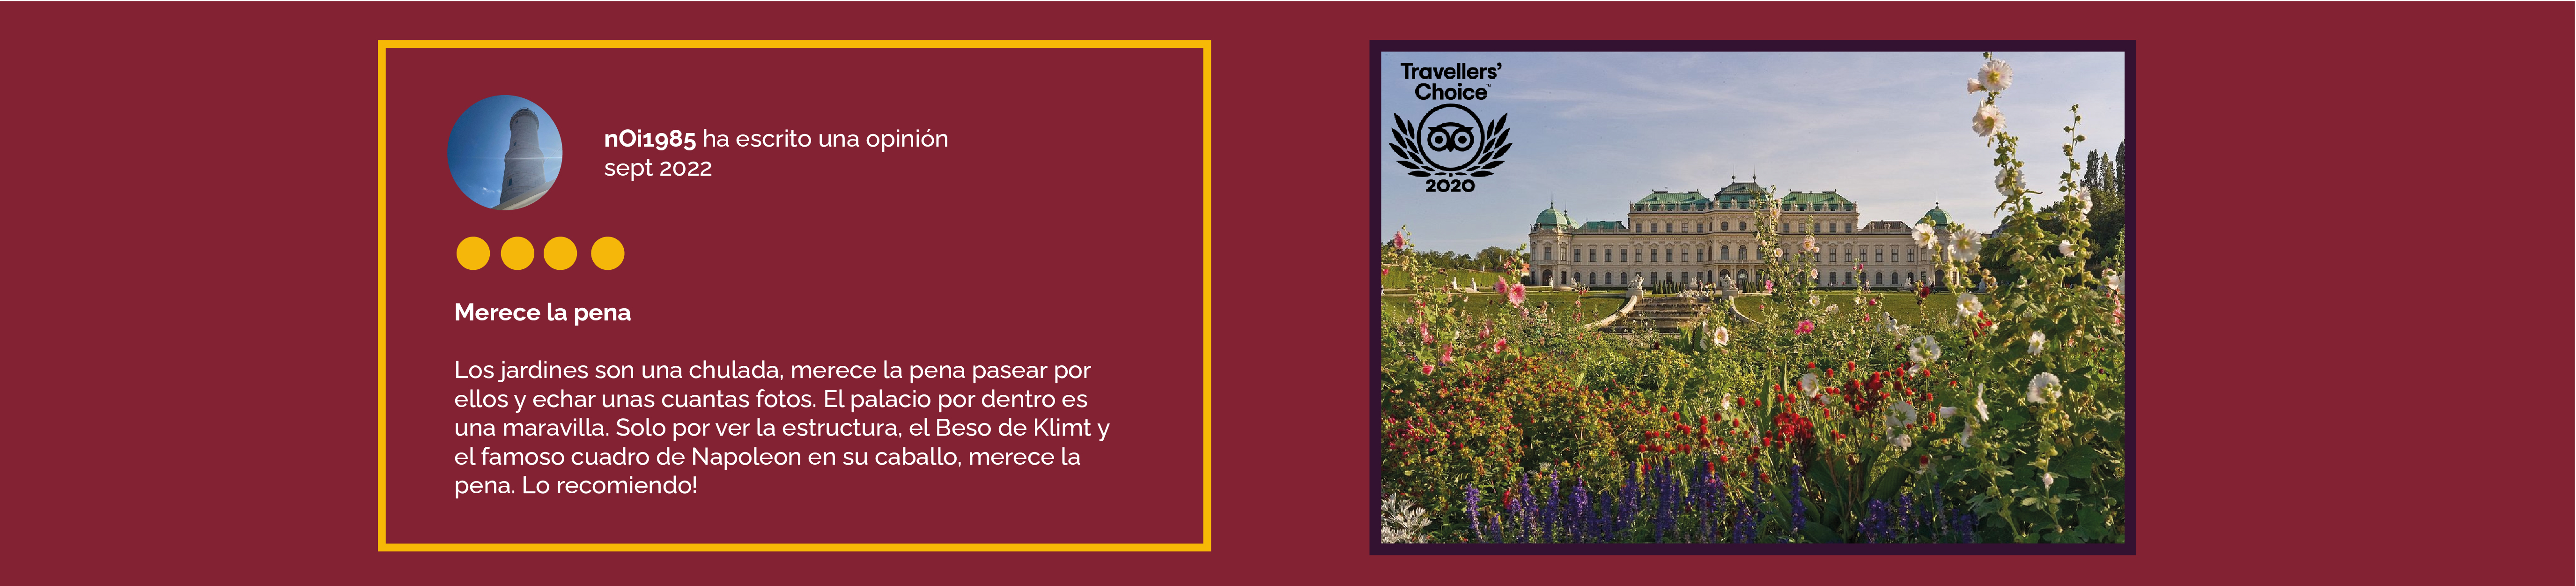 nOi1985 ha escrito una opinión
sept 2022
Merece la pena
Los jardines son una chulada, merece la pena pasear por
ellos y echar unas cuantas fotos. El palacio por dentro es
una maravilla. Solo por ver la estructura, el Beso de Klimt y
el famoso cuadro de Napoleon en su caballo, merece la
pena. Lo recomiendo!
Travellers'
Choice™
2020